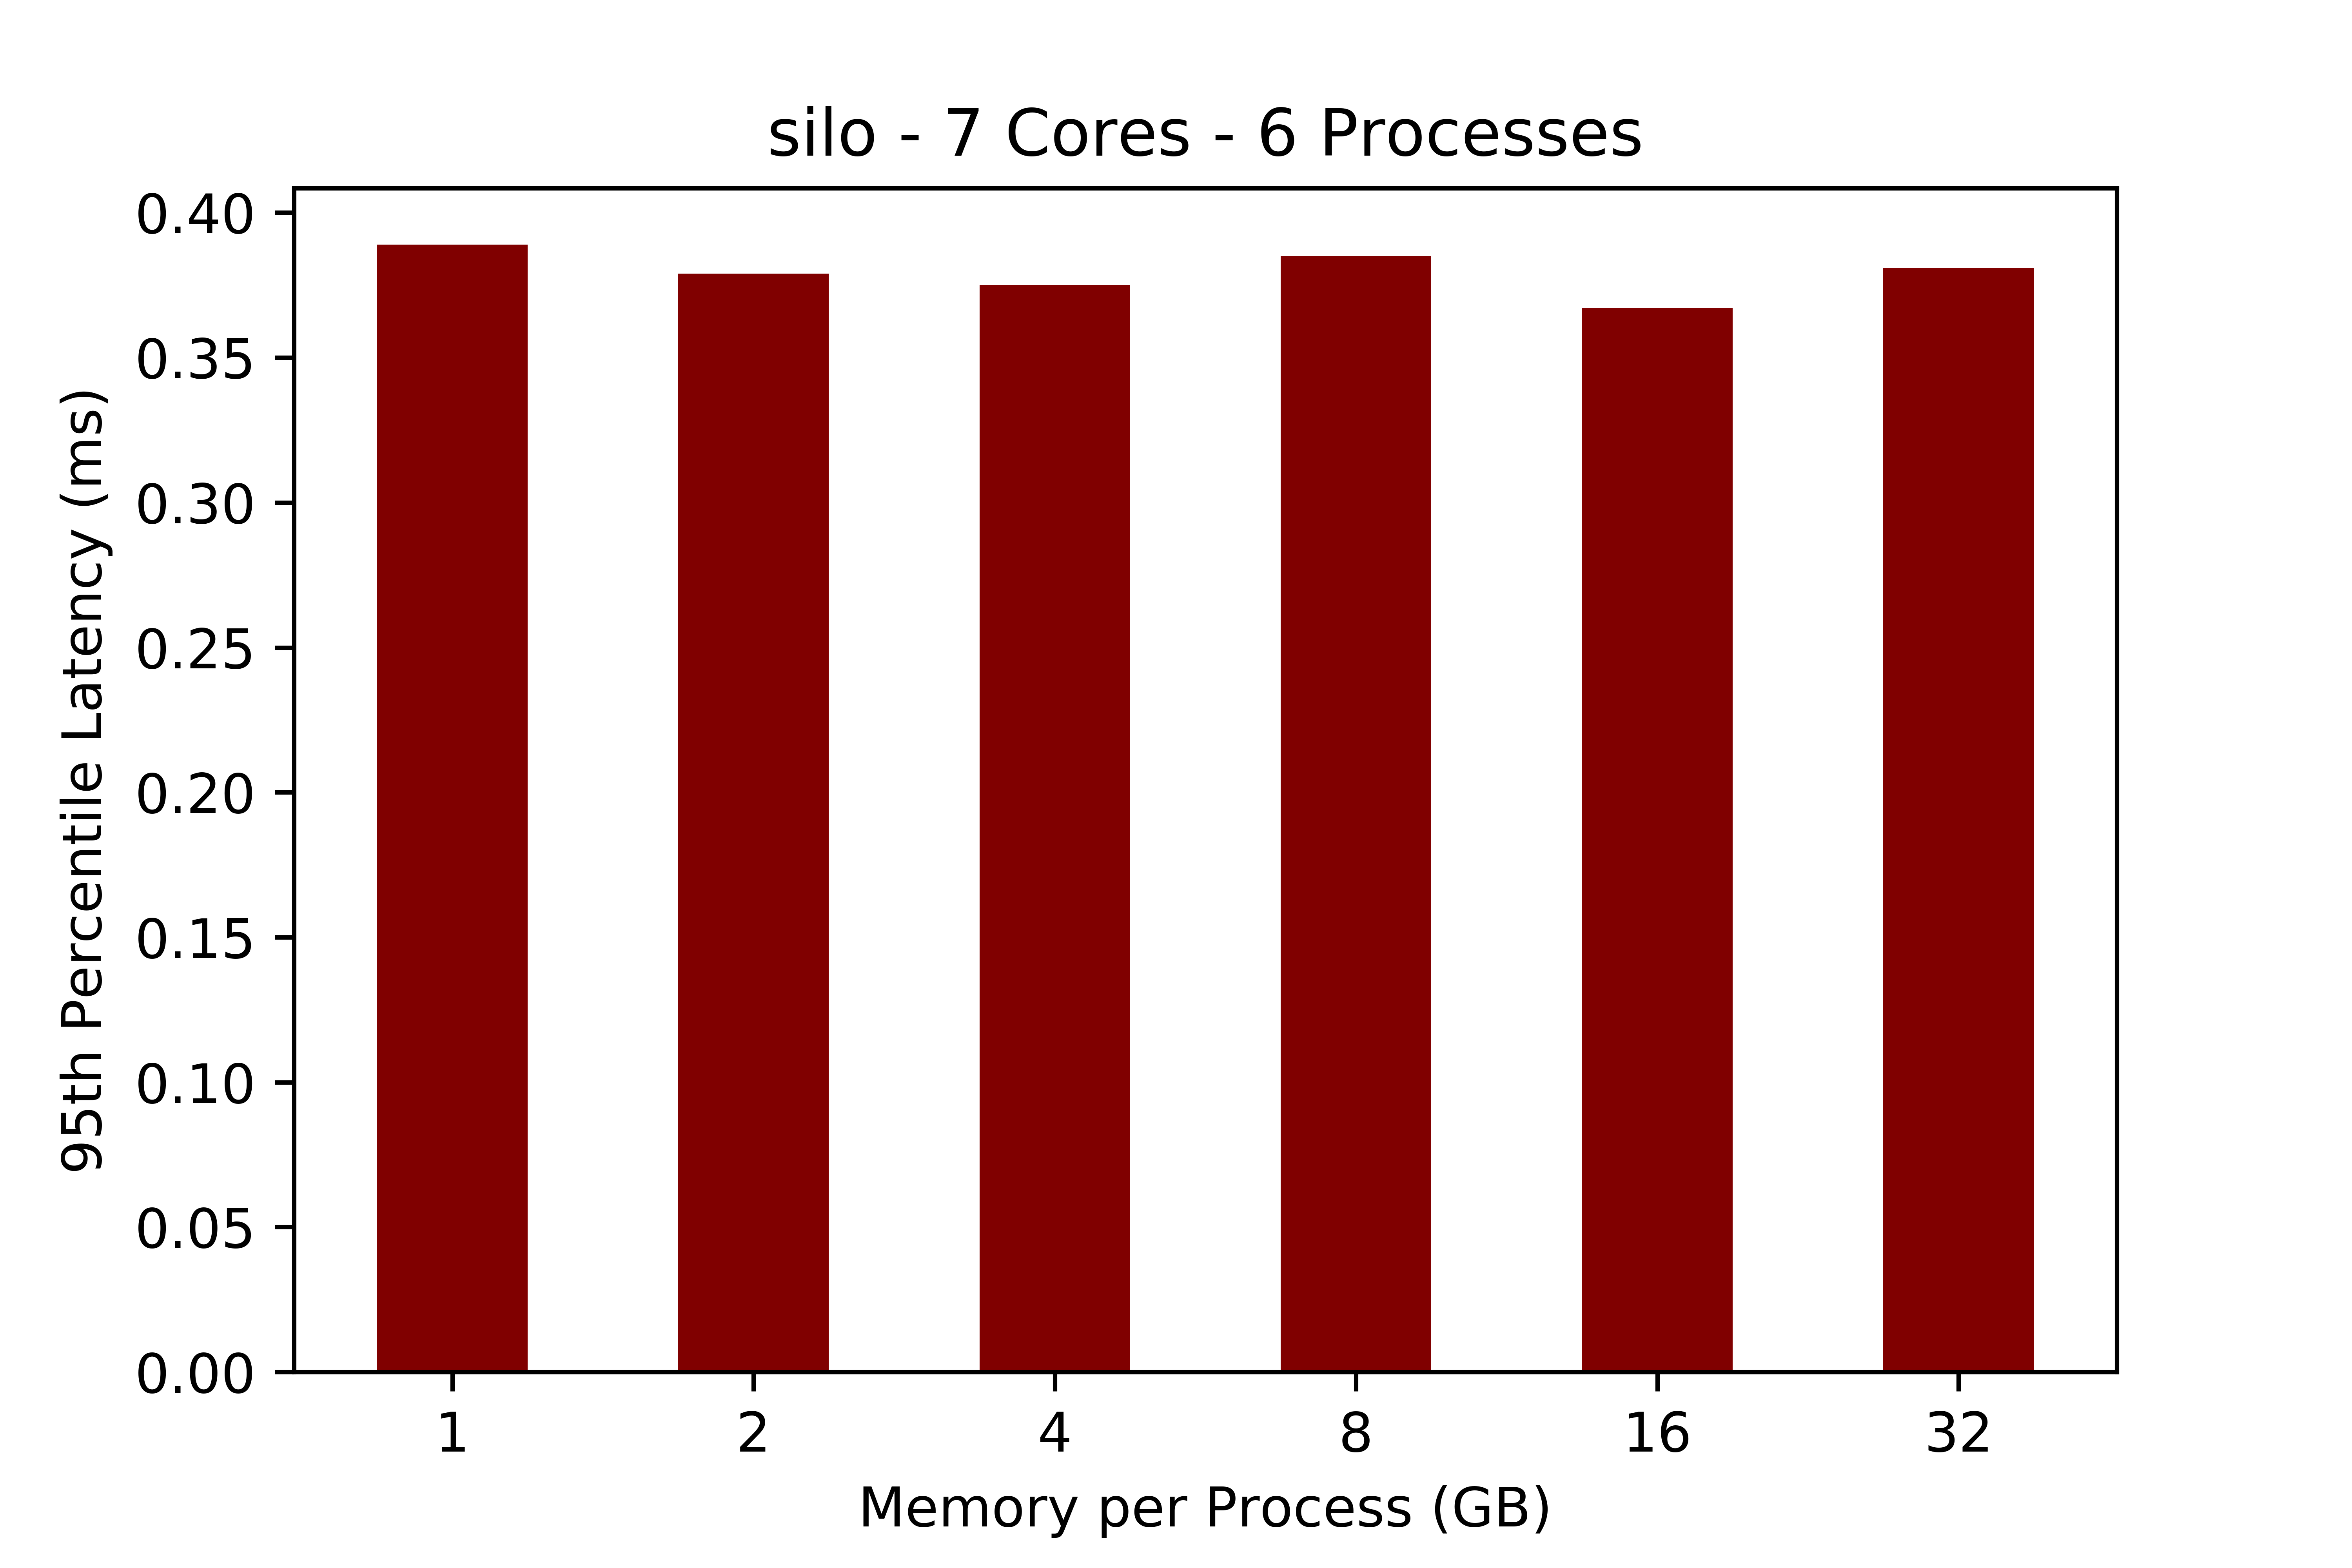 silo - 7 Cores - 6 Processes
0.40
0.35
0.30
0.25
0.20
0.15
0.10
0.05
0.00
95th Percentile Latency (ms)
1 2 4 8 16 32
Memory per Process (GB)